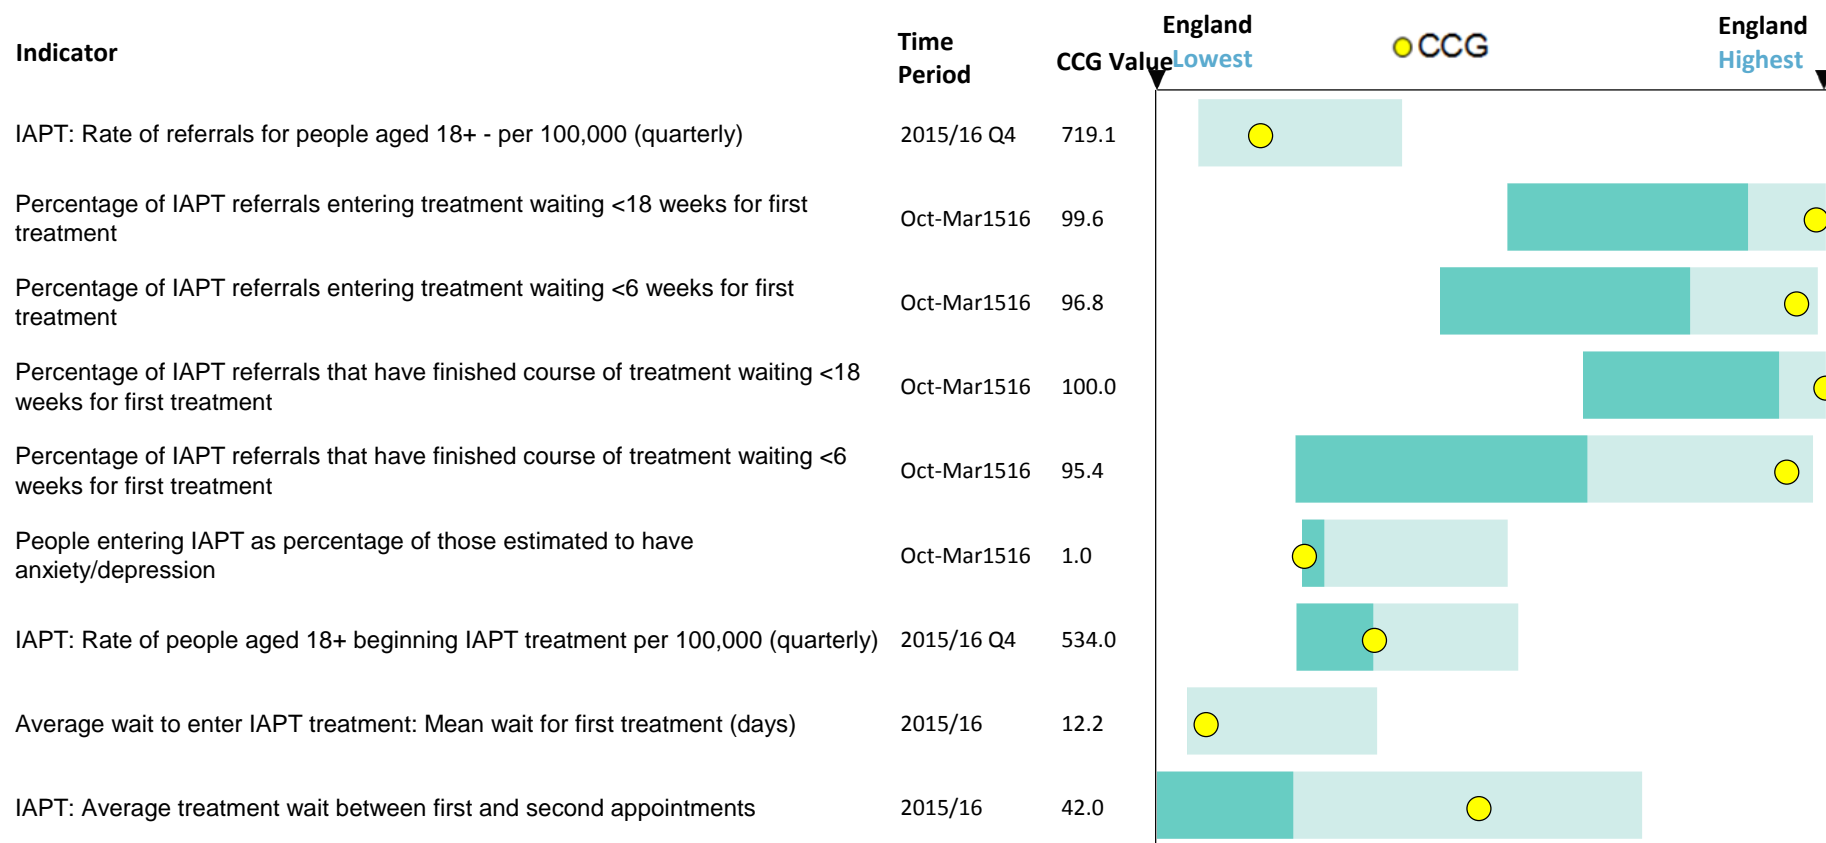 Indicator
Time
Period
CCG Value
England
Lowest
CCG
England
Highest
IAPT: Rate of referrals for people aged 18+ - per 100,000 (quarterly) 2015/16 Q4 719.1
Percentage of IAPT referrals entering treatment waiting <18 weeks for first
treatment
Oct-Mar1516 99.6
Percentage of IAPT referrals entering treatment waiting <6 weeks for first
treatment
Oct-Mar1516 96.8
Percentage of IAPT referrals that have finished course of treatment waiting <18
weeks for first treatment
Oct-Mar1516 100.0
Percentage of IAPT referrals that have finished course of treatment waiting <6
weeks for first treatment
Oct-Mar1516 95.4
People entering IAPT as percentage of those estimated to have
anxiety/depression
Oct-Mar1516 1.0
IAPT: Rate of people aged 18+ beginning IAPT treatment per 100,000 (quarterly) 2015/16 Q4 534.0
Average wait to enter IAPT treatment: Mean wait for first treatment (days) 2015/16 12.2
IAPT: Average treatment wait between first and second appointments 2015/16 42.0